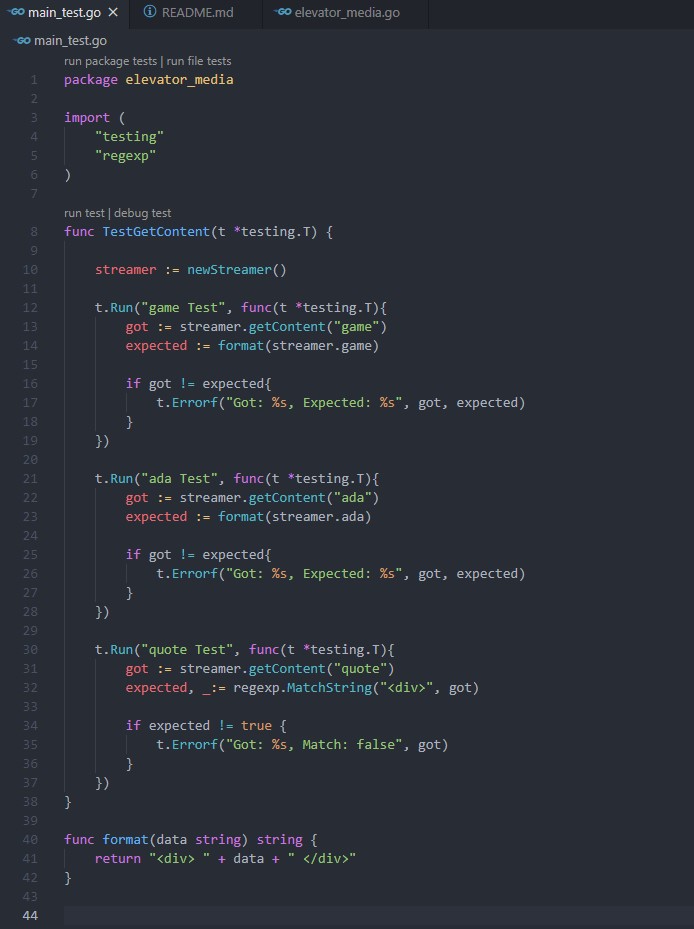 main_test.go × README.md elevator_media.go
main_test.go
run package tests | run file tests
1 package elevator_media
2
3 import (
4 "testing"
5 "regexp"
6 )
7
run test | debug test
8 func TestGetContent(t *testing.T) {
9
10 streamer := newStreamer()
11
12 t.Run("game Test", func(t *testing.T){
13 got := streamer.getContent("game")
14 expected := format(streamer.game)
15
16 if got != expected{
17 t.Errorf("Got: %s, Expected: %s", got, expected)
18 }
19 })
20
21 t.Run("ada Test", func(t *testing.T){
22 got := streamer.getContent("ada")
23 expected := format(streamer.ada)
24
25 if got != expected{
26 t.Errorf("Got: %s, Expected: %s", got, expected)
27 }
28 })
29
30 t.Run("quote Test", func(t *testing.T){
31 got := streamer.getContent("quote")
32 expected, _:= regexp.MatchString("<div>", got)
33
34 if expected != true {
35 t.Errorf("Got: %s, Match: false", got)
36 }
37 })
38 }
39
40 func format(data string) string {
41 return "<div> " + data + " </div>"
42 }
43
44